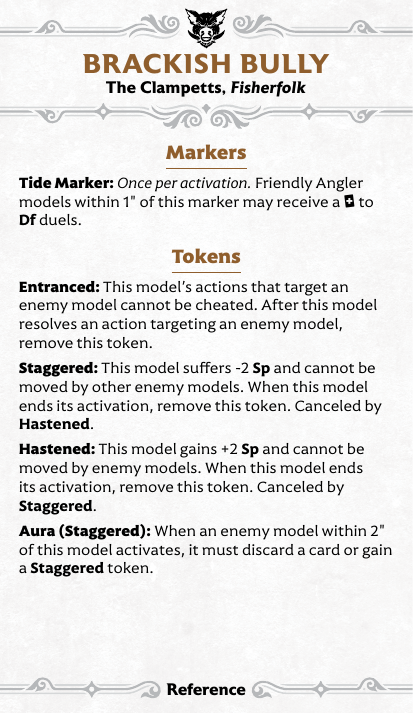 BRACKISH BULLY
The Clampetts, Fisherfolk
Markers
Tide Marker: Once per activation. Friendly Angler
models within 1" of this marker may receive a + to
Df duels.
Tokens
Entranced: This model's actions that target an
enemy model cannot be cheated. After this model
resolves an action targeting an enemy model,
remove this token.
Staggered: This model suffers -2 Sp and cannot be
moved by other enemy models. When this model
ends its activation, remove this token. Canceled by
Hastened.
Hastened: This model gains +2 Sp and cannot be
moved by enemy models. When this model ends
its activation, remove this token. Canceled by
Staggered.
Aura (Staggered): When an enemy model within 2"
of this model activates, it must discard a card or gain
a Staggered token.
Reference